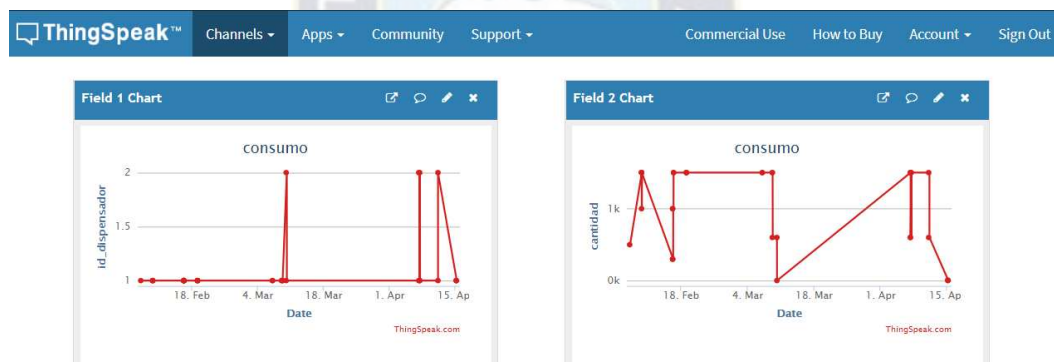 ThingSpeak™ Channels Apps Community Support Commercial Use How to Buy Account Sign Out
Field 1 Chart
consumo
2
1.5
1
id_dispensador
18. Feb 4. Mar 18. Mar 1. Apr 15. Ap
Date
ThingSpeak.com
Field 2 Chart
consumo
1k
0k
cantidad
18. Feb 4. Mar 18. Mar 1. Apr 15. Ap
Date
ThingSpeak.com